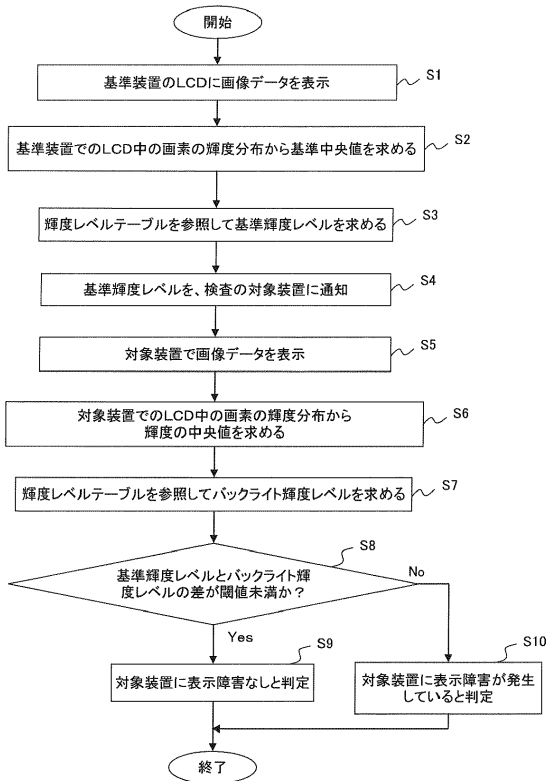 開始
基準装置のLCDに画像データを表示
S1
基準装置でのLCD中の画素の輝度分布から基準中央値を求める
S2
輝度レベルテーブルを参照して基準輝度レベルを求める
S3
基準輝度レベルを、検査の対象装置に通知
S4
対象装置で画像データを表示
S5
対象装置でのLCD中の画素の輝度分布から
輝度の中央値を求める
S6
輝度レベルテーブルを参照してバックライト輝度レベルを求める
S7
S8
基準輝度レベルとバックライト輝
度レベルの差が閾値未満か？
No
Yes
S9
対象装置に表示障害なしと判定
S10
対象装置に表示障害が発生
していると判定
終了